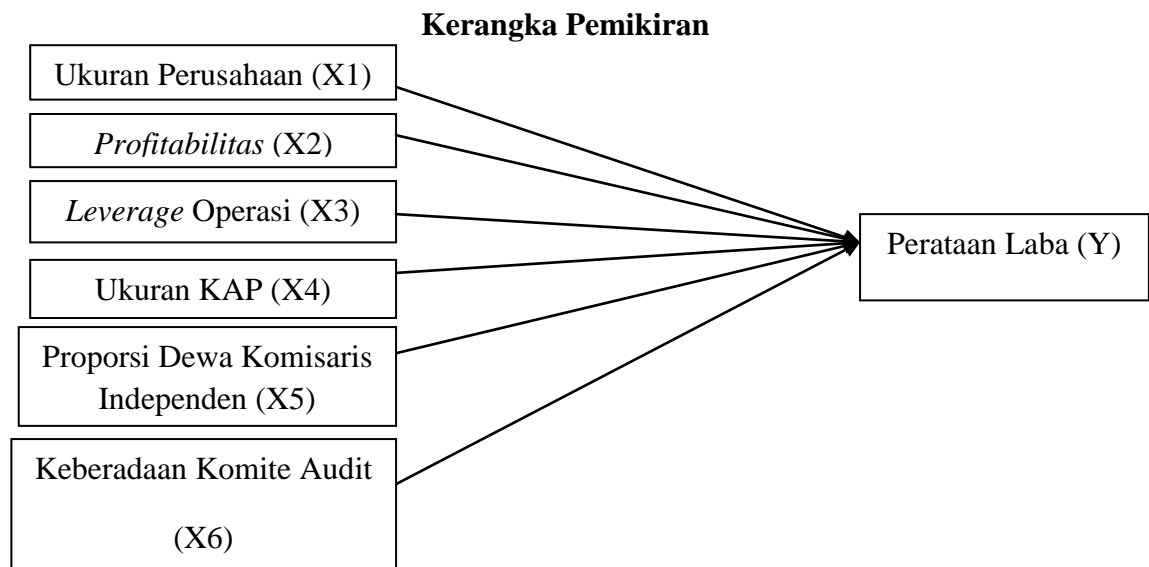 Kerangka Pemikiran
Ukuran Perusahaan (X1)
Profitabilitas (X2)
Leverage Operasi (X3)
Perataan Laba (Y)
Ukuran KAP (X4)
Proporsi Dewa Komisaris
Independen (X5)
Keberadaan Komite Audit
(X6)